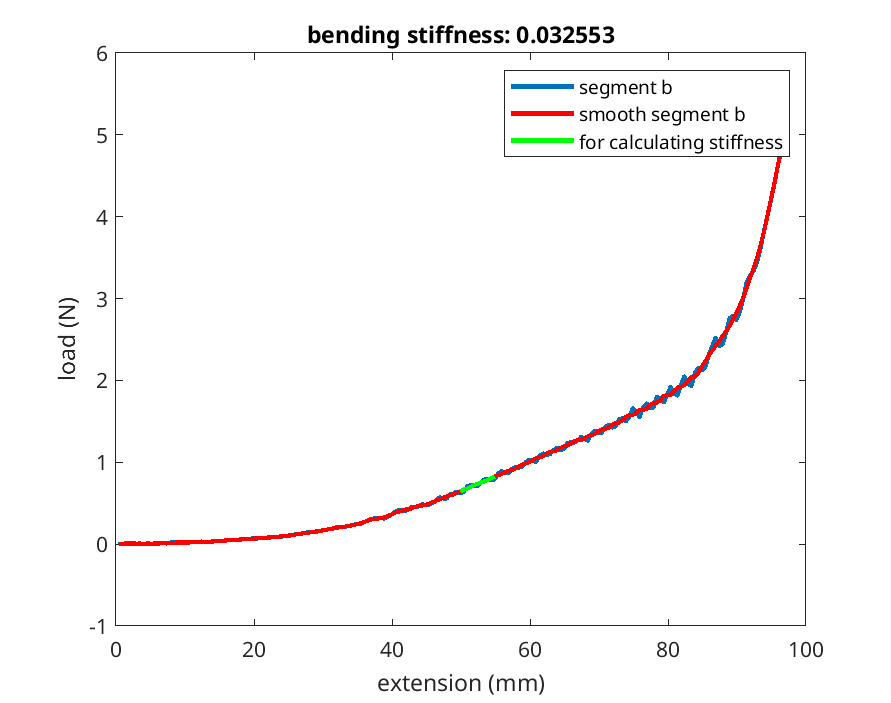 bending stiffness: 0.032553
segment b
smooth segment b
for calculating stiffness
6
5
4
3
2
1
0
-1
load (N)
0 20 40 60 80 100
extension (mm)